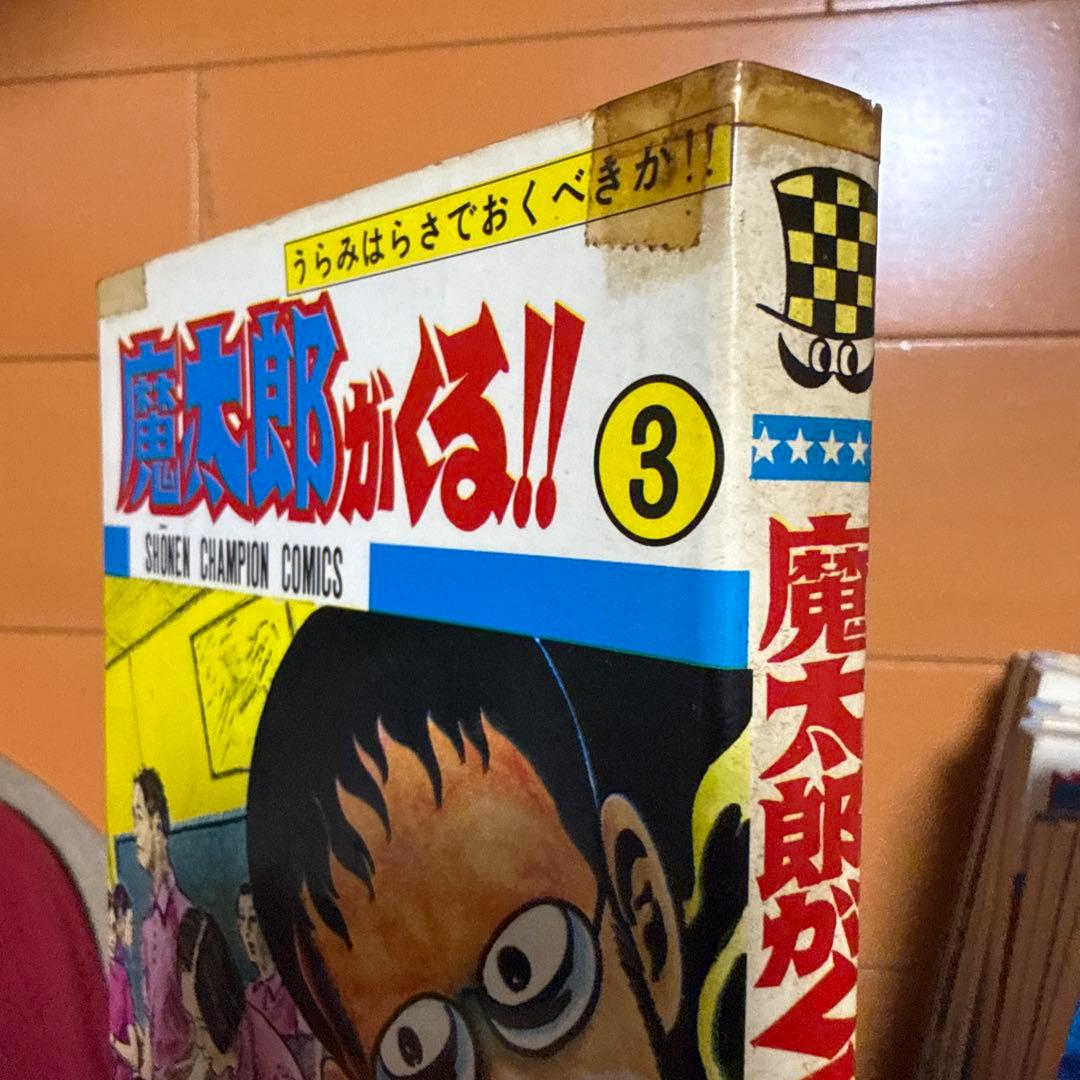 うらみはらさでおくべきか!!
魔太郎がくる!!
3
SHŌNEN CHAMPION COMICS
魔太郎がく